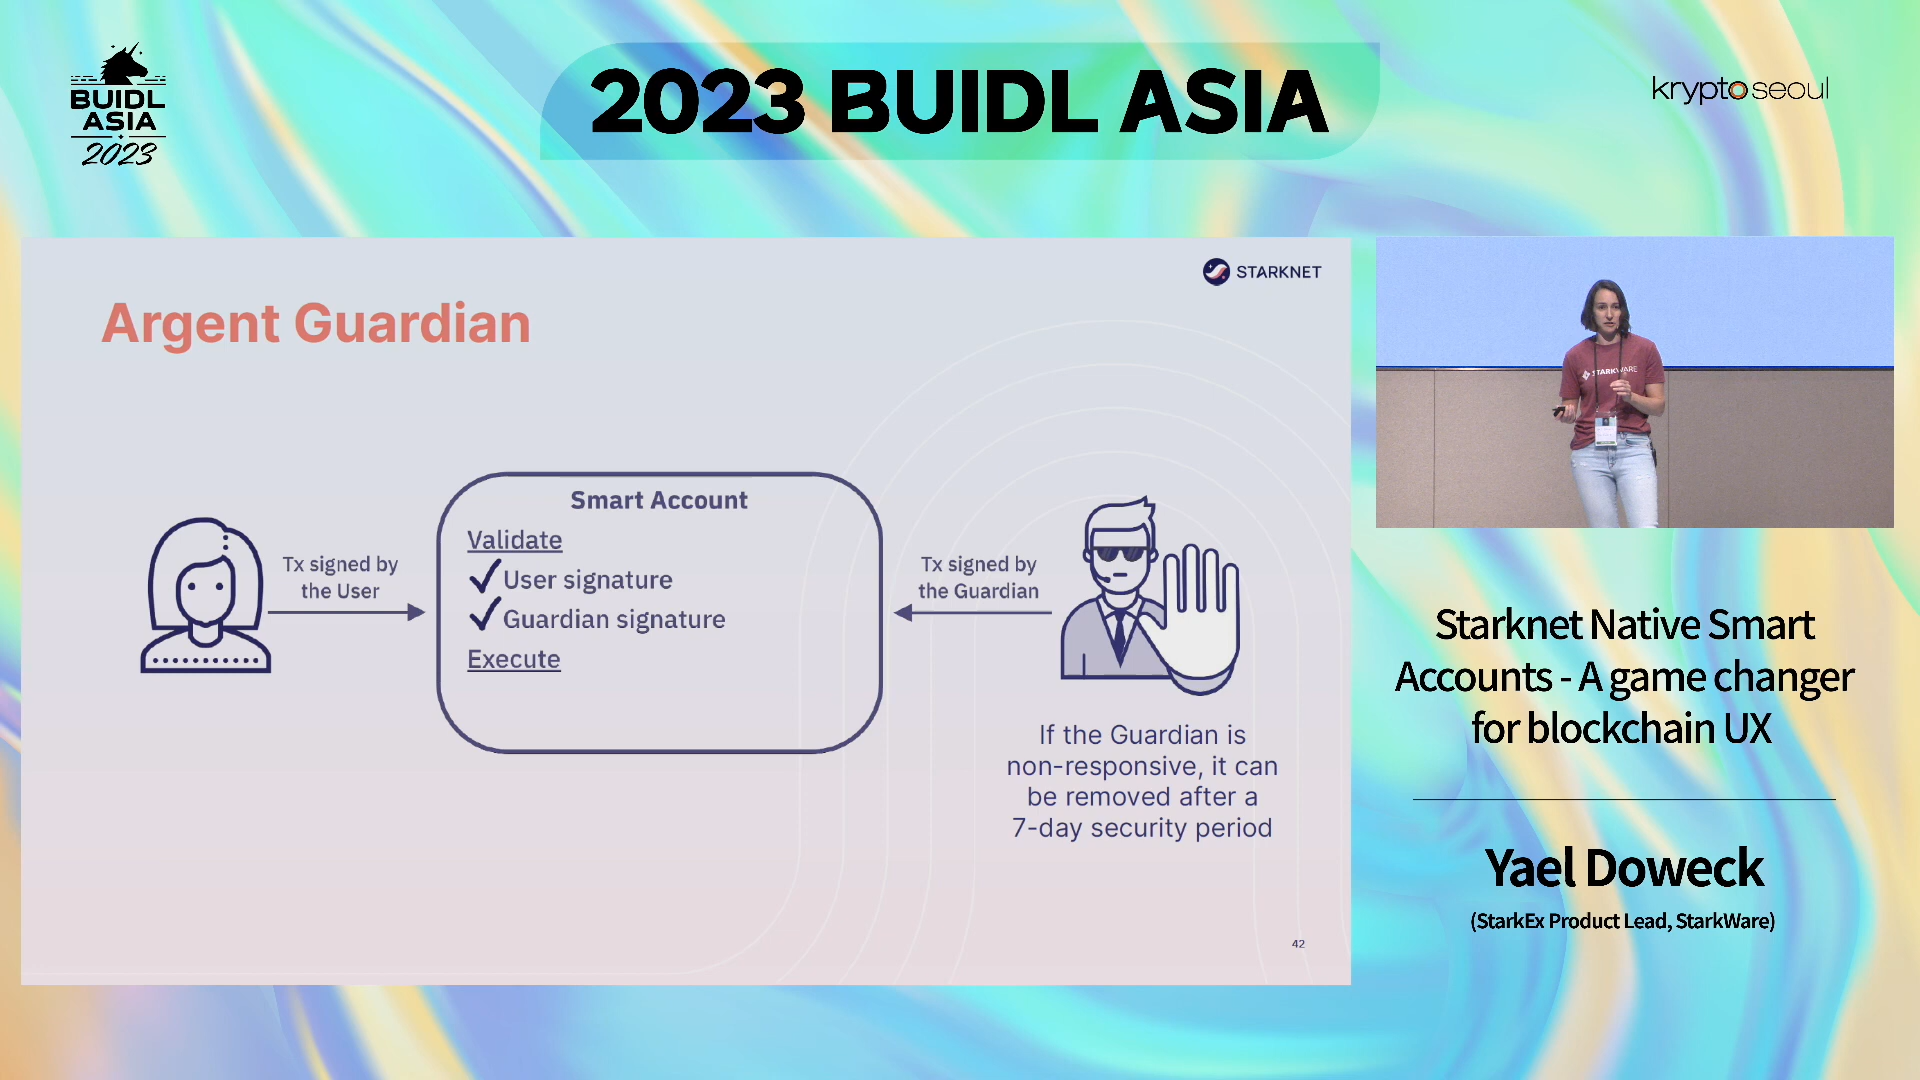 BUIDL
ASIA
2023
2023 BUIDL ASIA
kryptoseoul
STARKNET
Argent Guardian
Smart Account
Validate
User signature
Guardian signature
Execute
Tx signed by
the User
Tx signed by
the Guardian
If the Guardian is
non-responsive, it can
be removed after a
7-day security period
42
STARKWARE
Starknet Native Smart
Accounts - A game changer
for blockchain UX
Yael Doweck
(StarkEx Product Lead, StarkWare)